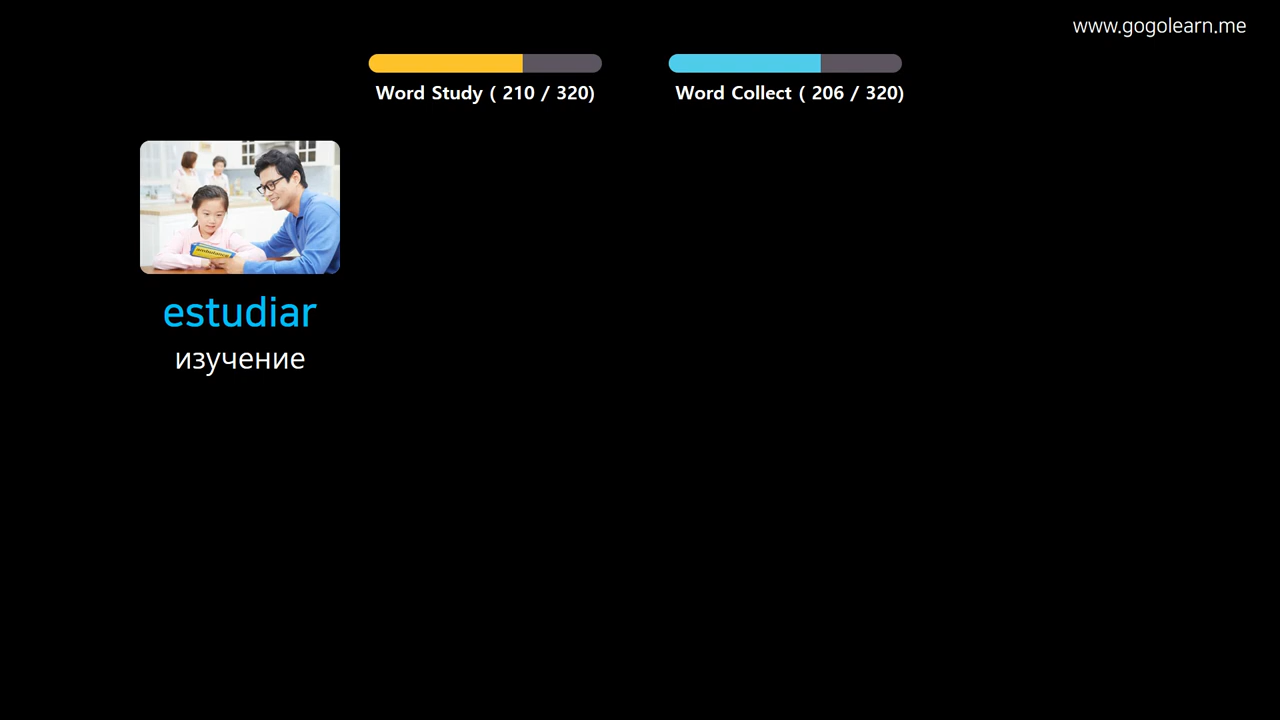 www.gogolearn.me
Word Study ( 210 / 320)
Word Collect ( 206 / 320)
estudiar
изучение